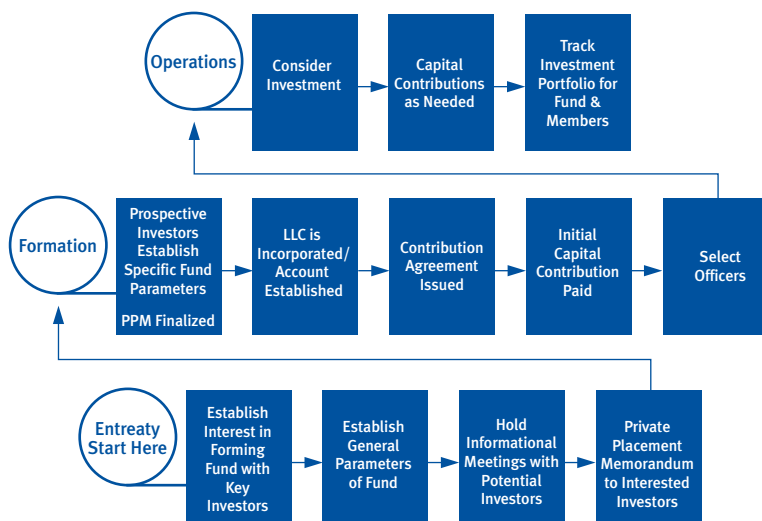 Operations
Consider
Investment
Capital
Contributions
as Needed
Track
Investment
Portfolio for
Fund &
Members
Formation
Prospective
Investors
Establish
Specific Fund
Parameters
PPM Finalized
LLC is
Incorporated/
Account
Established
Contribution
Agreement
Issued
Initial
Capital
Contribution
Paid
Select
Officers
Entreaty
Start Here
Establish
Interest in
Forming
Fund with
Key
Investors
Establish
General
Parameters
of Fund
Hold
Informational
Meetings with
Potential
Investors
Private
Placement
Memorandum
to Interested
Investors